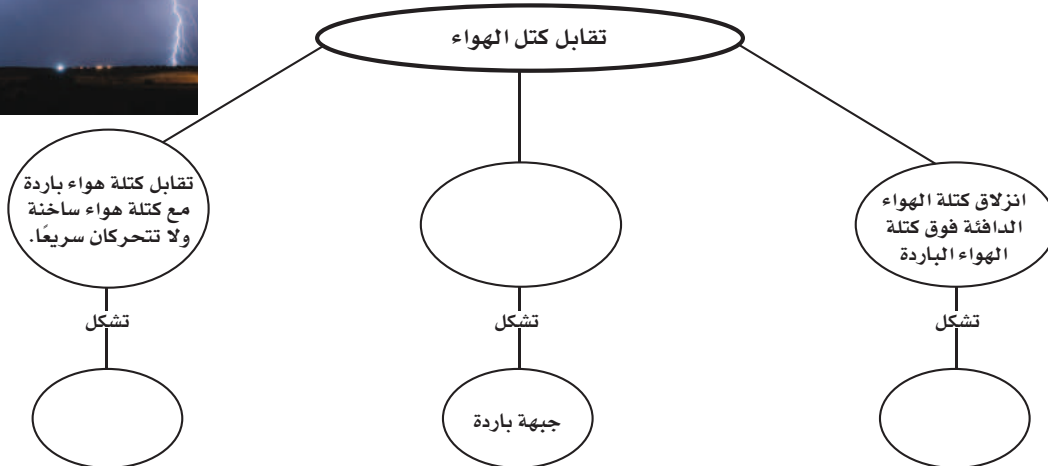 تقابل كتل الهواء
انزلاق كتلة الهواء
الدافئة فوق كتلة
الهواء الباردة
تشكل
تشكل
جبهة باردة
تقابل كتلة هواء باردة
مع كتلة هواء ساخنة
ولا تتحركان سريعًا.
تشكل